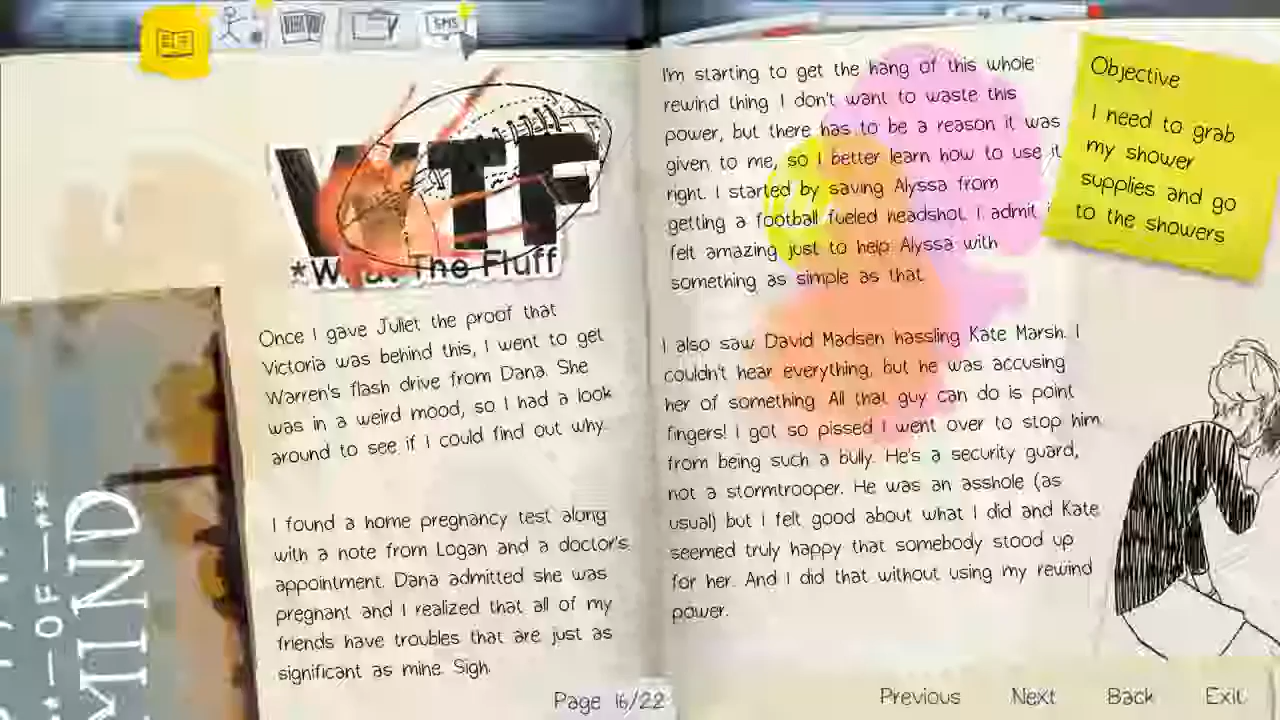 SMS
WTF
*What The Fluff
Once I gave Juliet the proof that
Victoria was behind this, I went to get
Warren's flash drive from Dana. She
was in a weird mood, so I had a look
around to see if I could find out why.
I found a home pregnancy test along
with a note from Logan and a doctor's
appointment. Dana admitted she was
pregnant and I realized that all of my
friends have troubles that are just as
significant as mine. Sigh.
—OF—
MIND
Page 16/22
I'm starting to get the hang of this whole
rewind thing. I don't want to waste this
power, but there has to be a reason it was
given to me, so I better learn how to use it
right. I started by saving Alyssa from
getting a football fueled headshot. I admit it
felt amazing just to help Alyssa with
something as simple as that.
I also saw David Madsen hassling Kate Marsh. I
couldn't hear everything, but he was accusing
her of something. All that guy can do is point
fingers! I got so pissed I went over to stop him
from being such a bully. He's a security guard,
not a stormtrooper. He was an asshole (as
usual) but I felt good about what I did and Kate
seemed truly happy that somebody stood up
for her. And I did that without using my rewind
power.
Objective
I need to grab
my shower
supplies and go
to the showers
Previous Next Back Exit